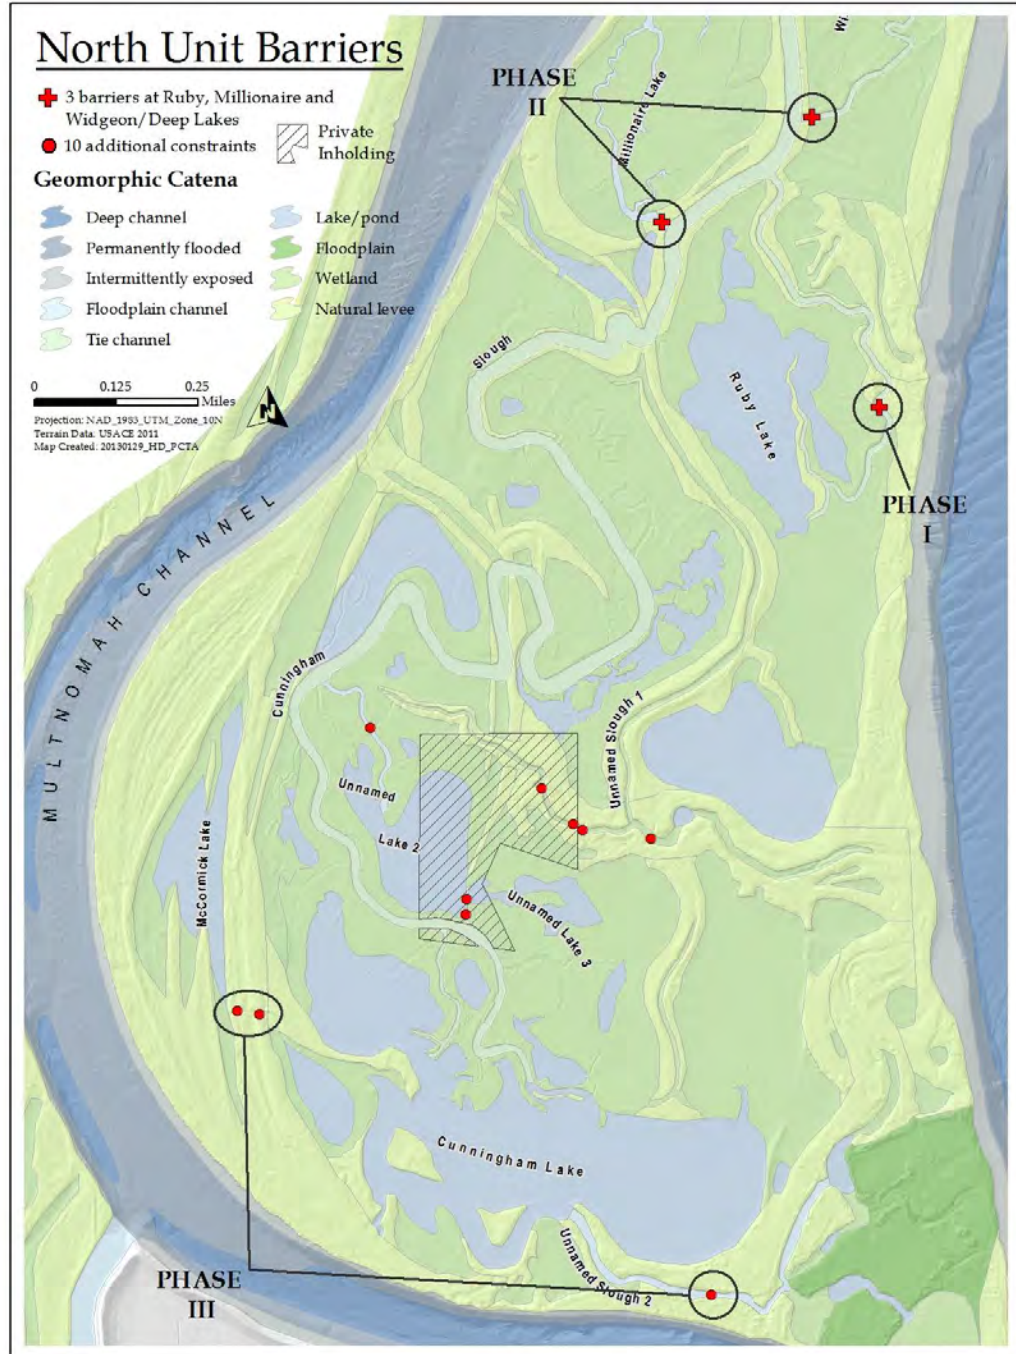 North Unit Barriers
3 barriers at Ruby, Millionaire and
Widgeon/Deep Lakes
10 additional constraints
Private
Inholding
Geomorphic Catena
Deep channel
Permanently flooded
Intermittently exposed
Floodplain channel
Tie channel
Lake/pond
Floodplain
Wetland
Natural levee
0 0.125 0.25
Miles
N
Projection: NAD_1983_UTM_Zone_10N
Terrain Data: USACE 2011
Map Created: 20130129_HD_PCTA
PHASE
II
Millionaire Lake
Slough
Ruby Lake
PHASE
I
MULTNOMAH CHANNEL
Cunningham
Unnamed Slough 1
Unnamed
Lake 2
McCormick Lake
Unnamed Lake 3
Cunningham Lake
Unnamed Slough 2
PHASE
III